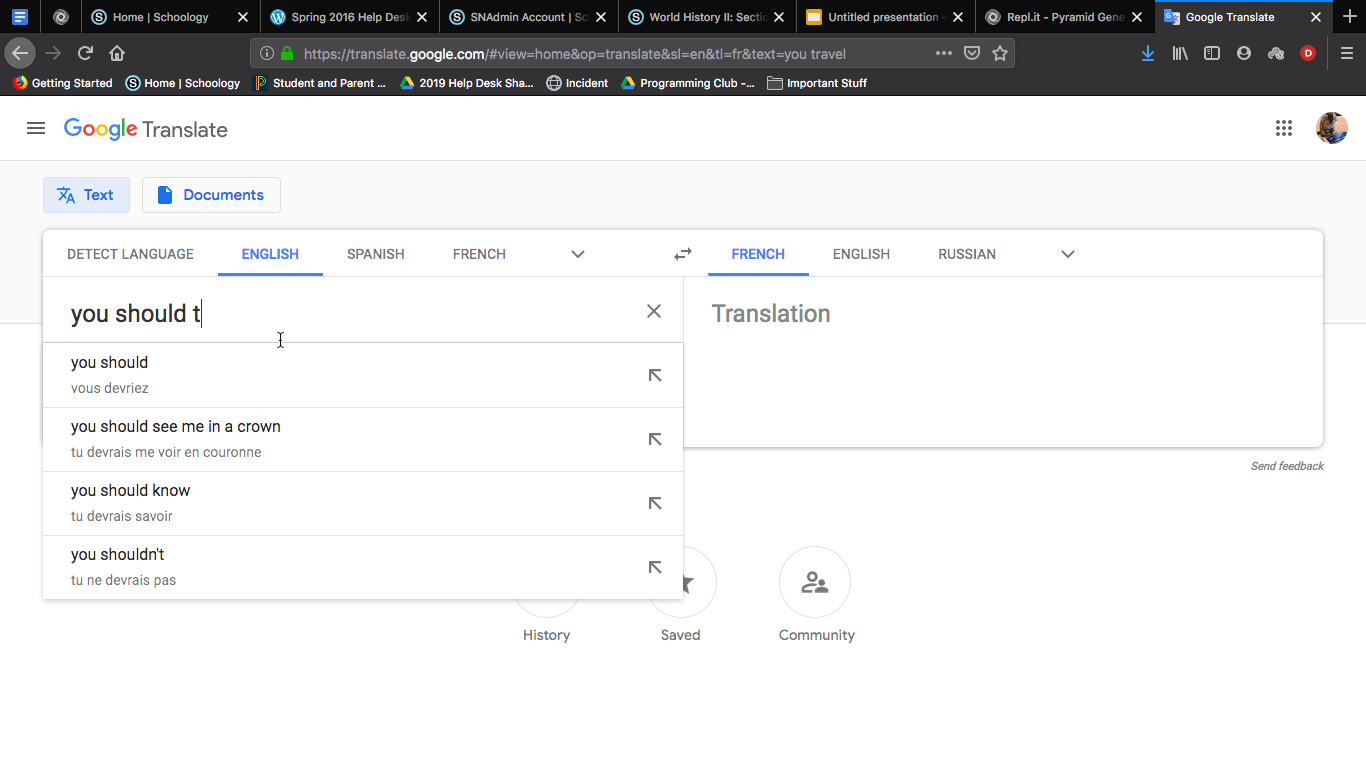 Home | Schoology
Spring 2016 Help Des
SNAdmin Account | Sc
World History II: Sectio
Untitled presentation -
Repl.it - Pyramid Gene
Google Translate
https://translate.google.com/#view=home&op=translate&sl=en&tl=fr&text=you travel
D
Getting Started
Home | Schoology
Student and Parent ...
2019 Help Desk Sha...
Incident
Programming Club -...
Important Stuff
Google Translate
Text
Documents
DETECT LANGUAGE
ENGLISH
SPANISH
FRENCH
FRENCH
ENGLISH
RUSSIAN
you should t
Translation
you should
vous devriez
you should see me in a crown
tu devrais me voir en couronne
you should know
tu devrais savoir
you shouldn't
tu ne devrais pas
Send feedback
History
Saved
Community